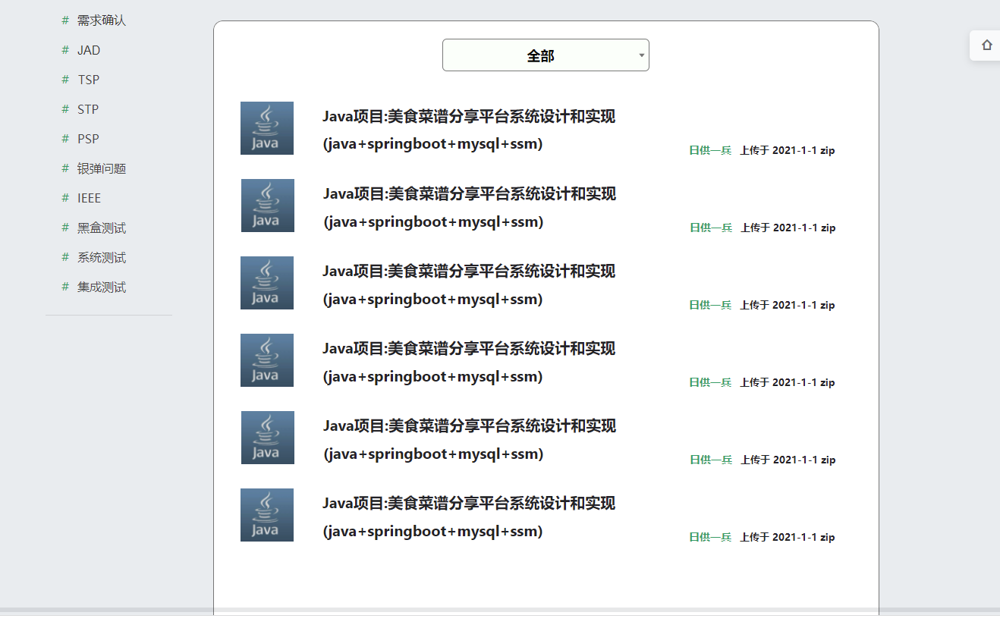 # 需求确认
# JAD
# TSP
# STP
# PSP
# 银弹问题
# IEEE
# 黑盒测试
# 系统测试
# 集成测试
全部
Java
Java项目:美食菜谱分享平台系统设计和实现
(java+springboot+mysql+ssm)
日供一兵 上传于 2021-1-1 zip
Java
Java项目:美食菜谱分享平台系统设计和实现
(java+springboot+mysql+ssm)
日供一兵 上传于 2021-1-1 zip
Java
Java项目:美食菜谱分享平台系统设计和实现
(java+springboot+mysql+ssm)
日供一兵 上传于 2021-1-1 zip
Java
Java项目:美食菜谱分享平台系统设计和实现
(java+springboot+mysql+ssm)
日供一兵 上传于 2021-1-1 zip
Java
Java项目:美食菜谱分享平台系统设计和实现
(java+springboot+mysql+ssm)
日供一兵 上传于 2021-1-1 zip
Java
Java项目:美食菜谱分享平台系统设计和实现
(java+springboot+mysql+ssm)
日供一兵 上传于 2021-1-1 zip